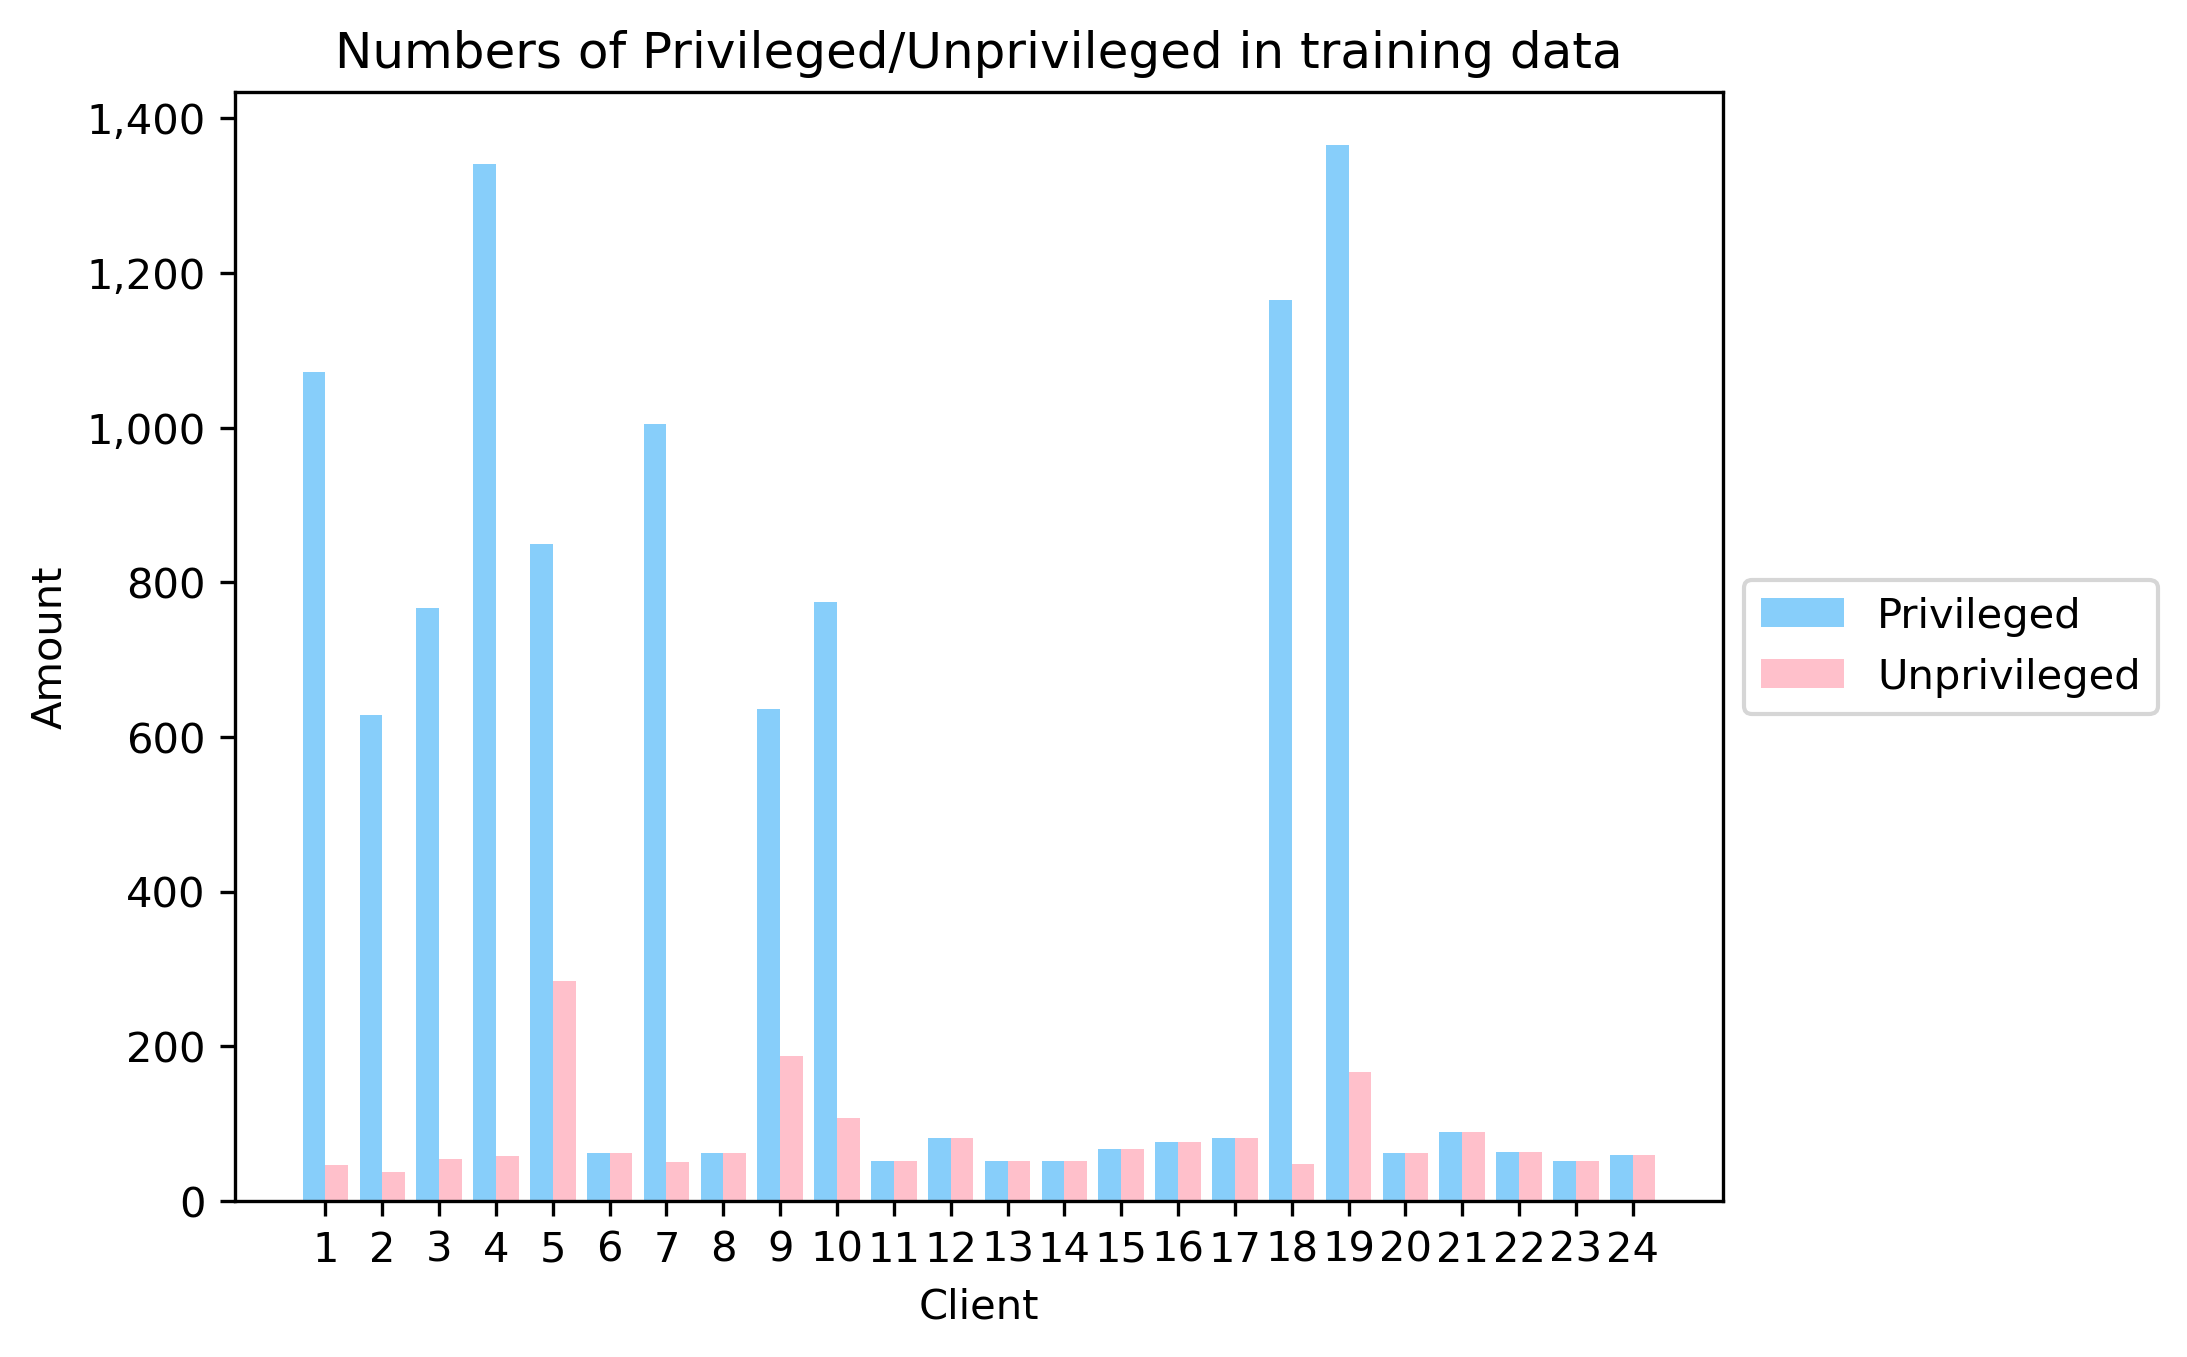 Numbers of Privileged/Unprivileged in training data
1,400
1,200
1,000
800
600
400
200
0
Amount
1 2 3 4 5 6 7 8 9 10 11 12 13 14 15 16 17 18 19 20 21 22 23 24
Client
Privileged
Unprivileged